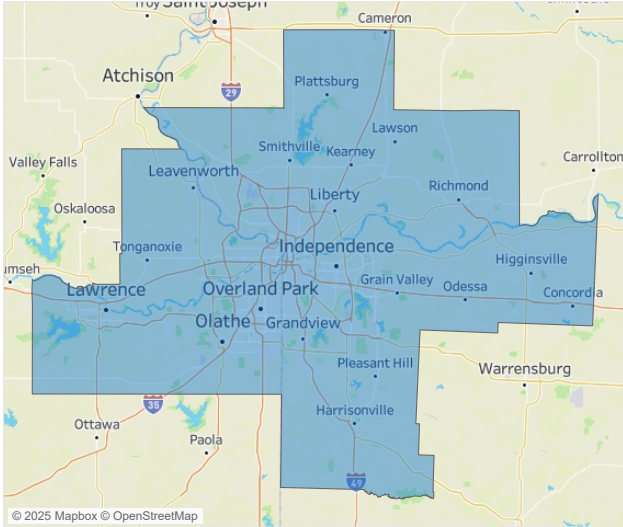 Saint Joseph
Cameron
Atchison
29
Plattsburg
Lawson
Smithville
Kearney
Valley Falls
Leavenworth
Carrollton
Richmond
Liberty
Oskaloosa
Tonganoxie
Independence
Higginsville
umseh
Grain Valley
Odessa
Lawrence
Overland Park
Concordia
Olathe
Grandview
Pleasant Hill
Warrensburg
35
Harrisonville
Ottawa
Paola
49
© 2025 Mapbox © OpenStreetMap